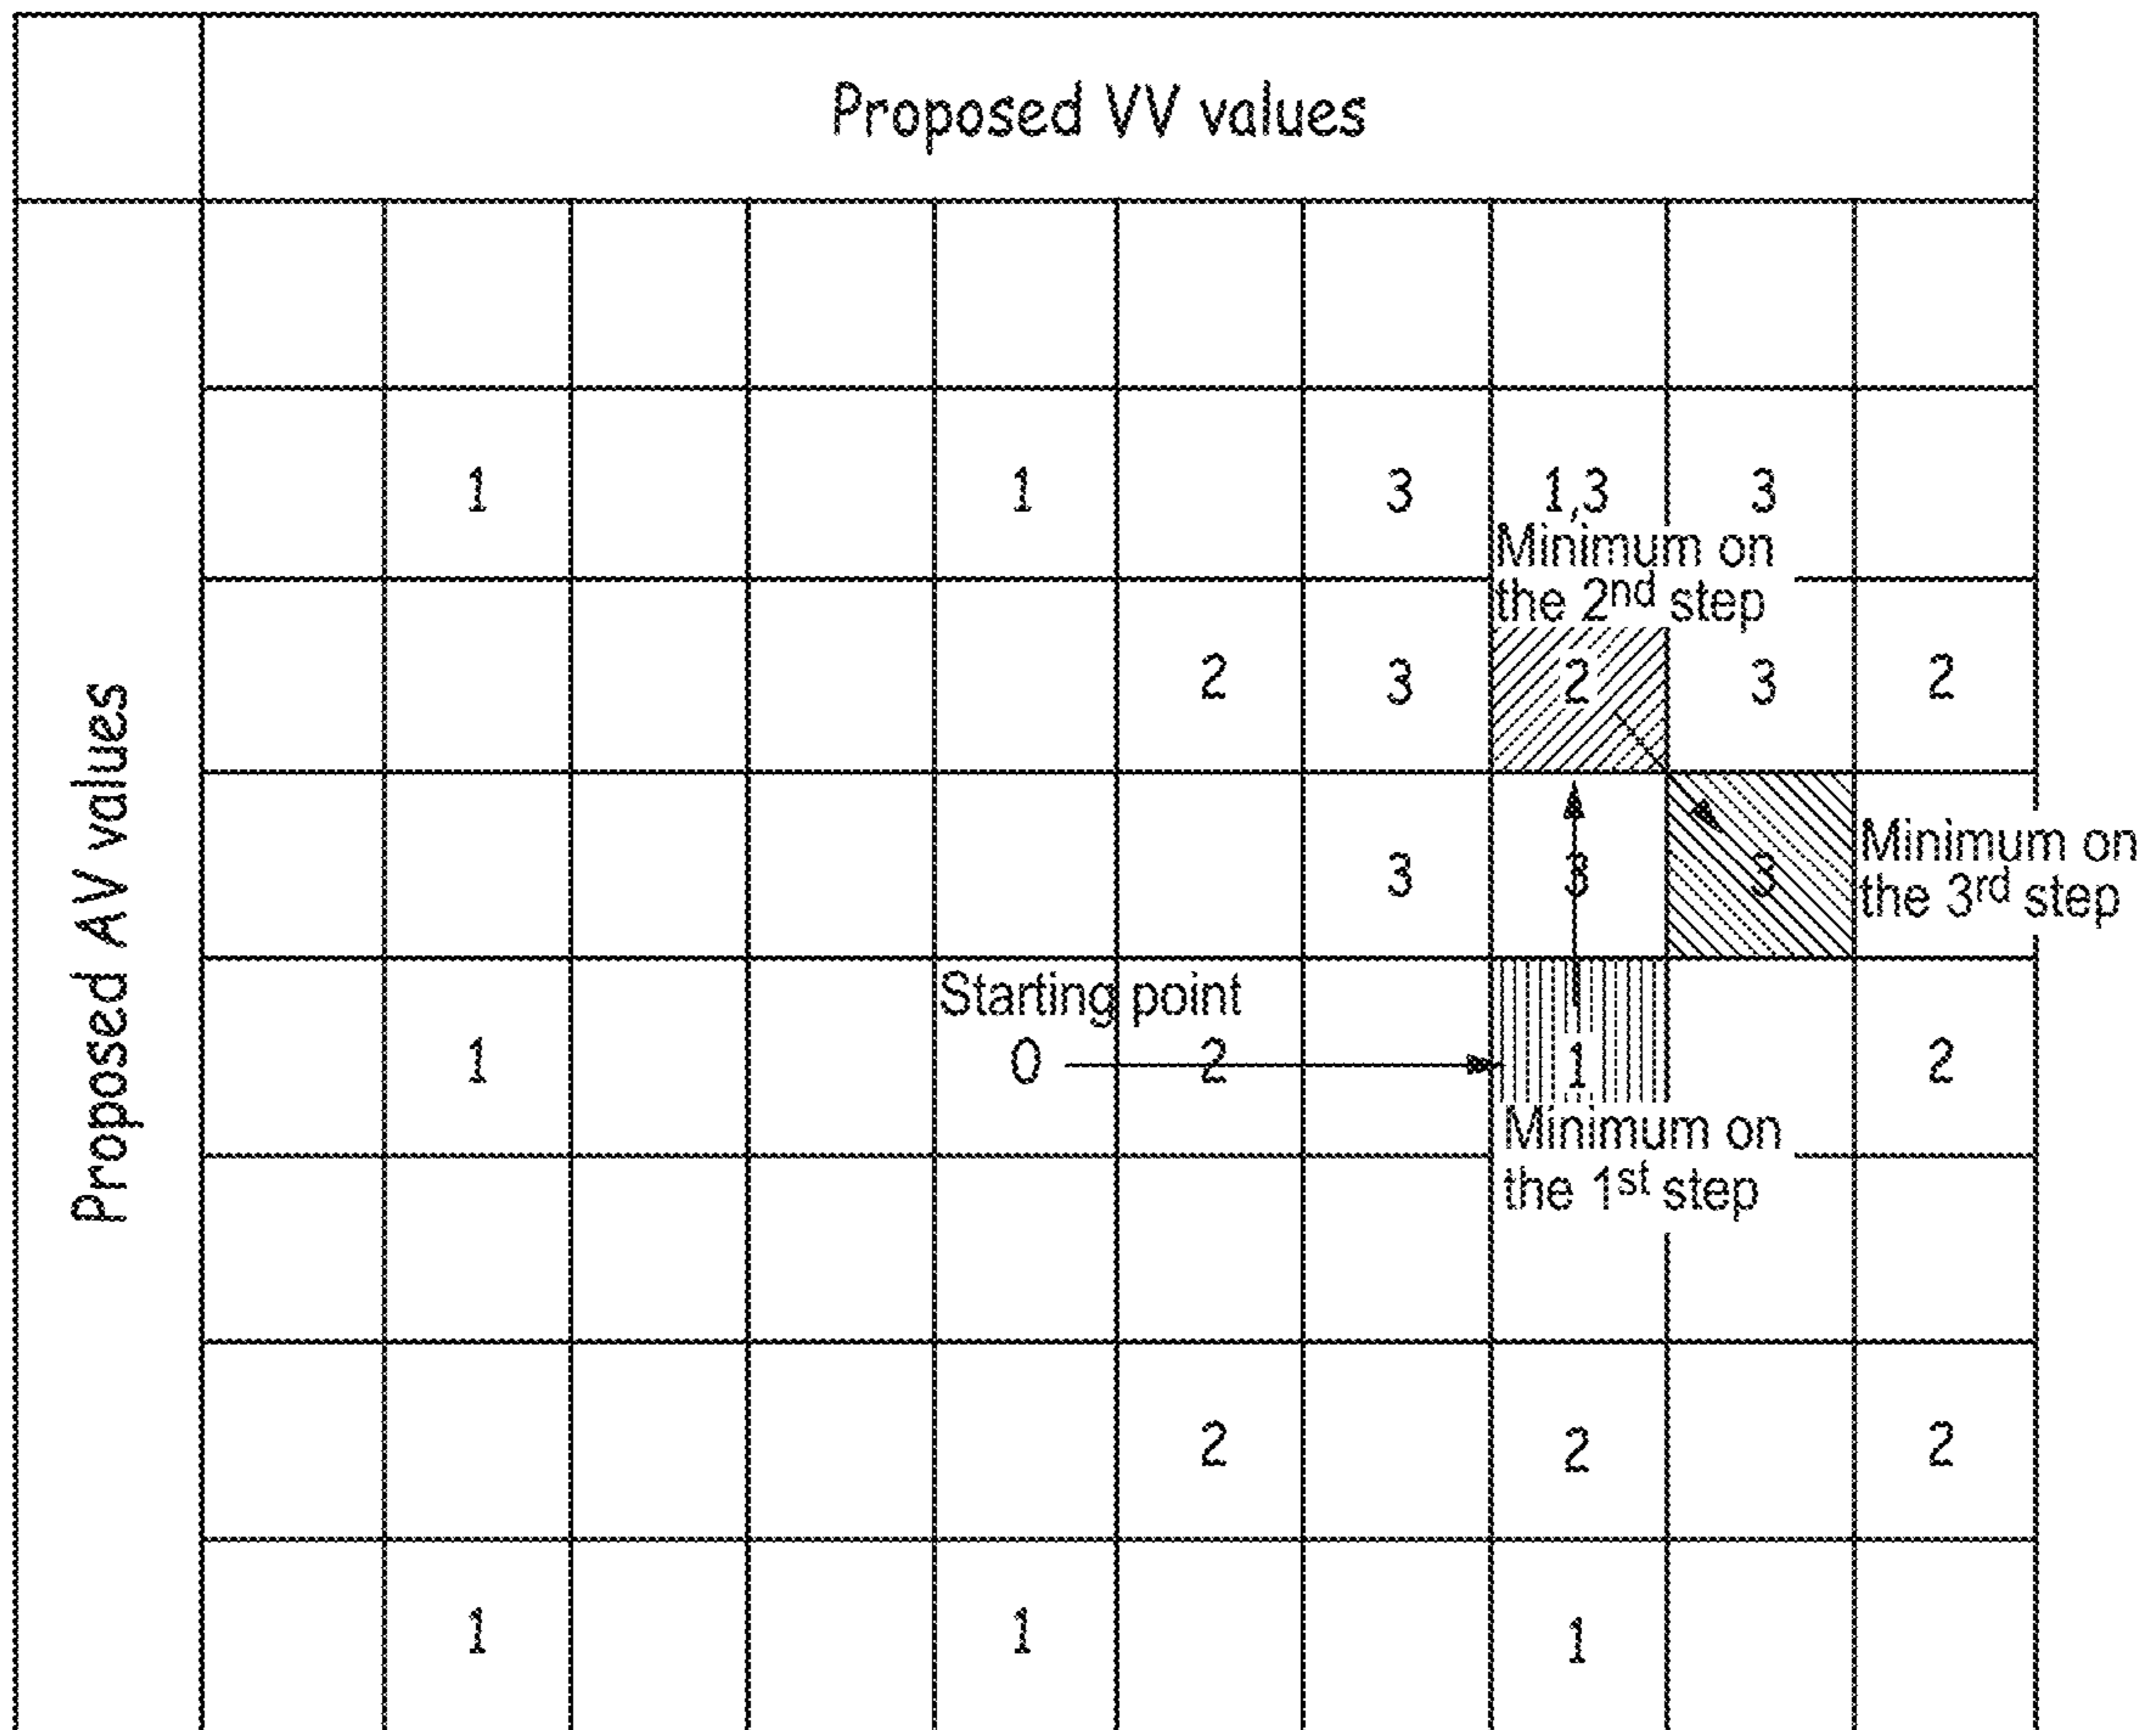 Proposed VV values
Proposed AV values
1 1 3 1,3 3
Minimum on
the 2nd step
2 3 2 3 2
3 3 3
Minimum on
the 3rd step
Starting point
1 0 2 1 2
Minimum on
the 1st step
2 2 2
1 1 1